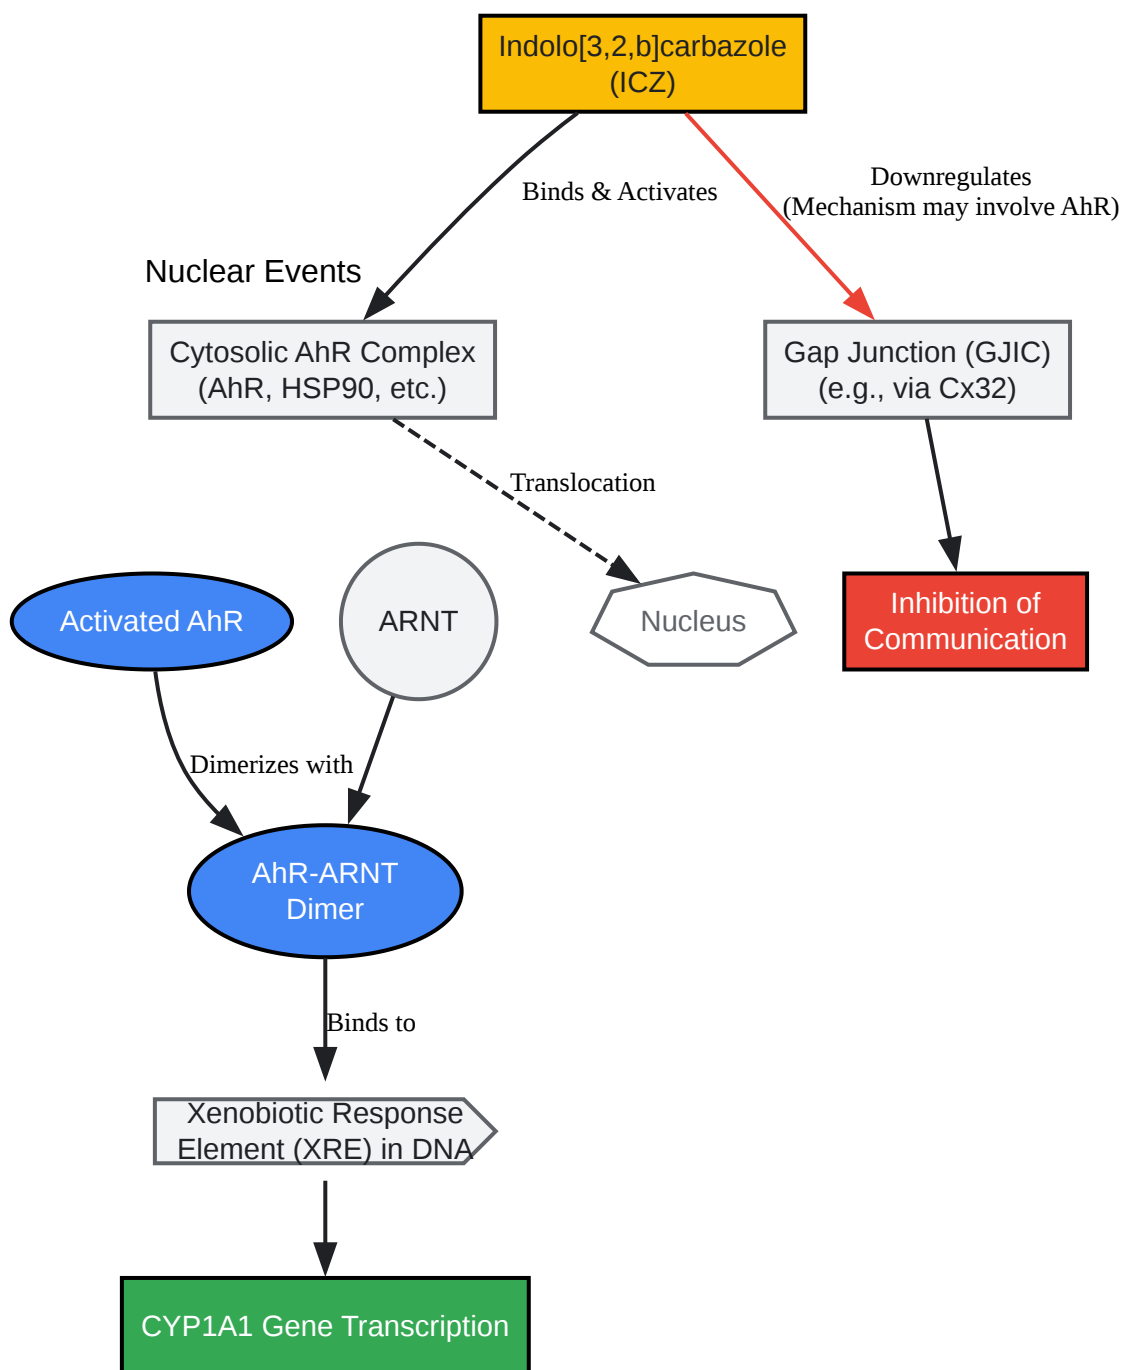 Indolo[3,2,b]carbazole
(ICZ)
Binds & Activates
Downregulates
(Mechanism may involve AhR)
Nuclear Events
Cytosolic AhR Complex
(AhR, HSP90, etc.)
Gap Junction (GJIC)
(e.g., via Cx32)
Translocation
Activated AhR
ARNT
Nucleus
Inhibition of
Communication
Dimerizes with
AhR-ARNT
Dimer
Binds to
Xenobiotic Response
Element (XRE) in DNA
CYP1A1 Gene Transcription